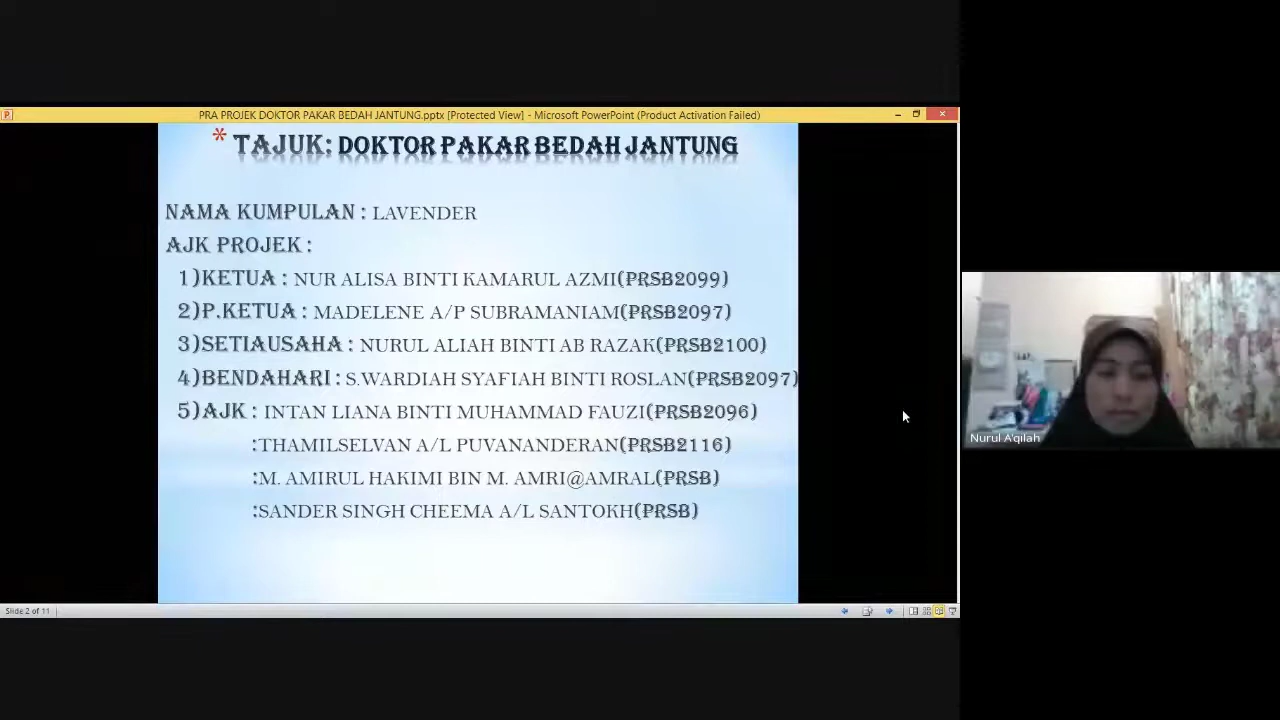 PRA PROJEK DOKTOR PAKAR BEDAH JANTUNG.pptx [Protected View] - Microsoft PowerPoint (Product Activation Failed)
* TAJUK: DOKTOR PAKAR BEDAH JANTUNG
NAMA KUMPULAN : LAVENDER
AJK PROJEK :
1)KETUA : NUR ALISA BINTI KAMARUL AZMI(PRSB2099)
2)P.KETUA : MADELENE A/P SUBRAMANIAM(PRSB2097)
3)SETIAUSAHA : NURUL ALIAH BINTI AB RAZAK(PRSB2100)
4)BENDAHARI : S.WARDIAH SYAFIAH BINTI ROSLAN(PRSB2097)
5)AJK : INTAN LIANA BINTI MUHAMMAD FAUZI(PRSB2096)
:THAMILSELVAN A/L PUVANANDERAN(PRSB2116)
:M. AMIRUL HAKIMI BIN M. AMRI@AMRAL(PRSB)
:SANDER SINGH CHEEMA A/L SANTOKH(PRSB)
Nurul A'qilah
Slide 2 of 11